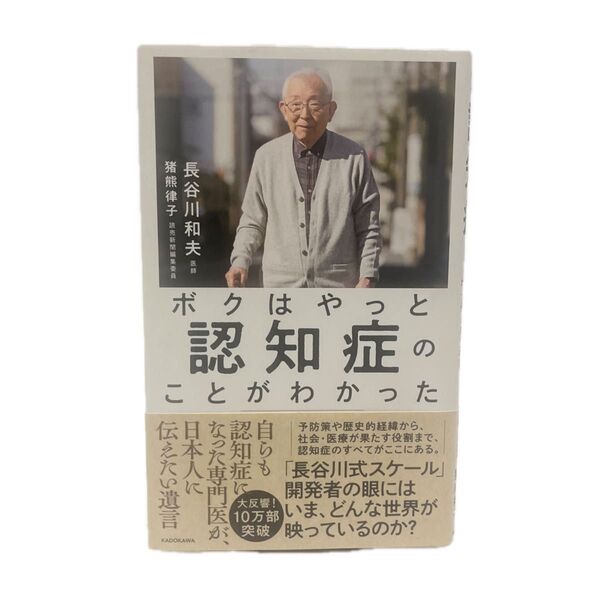 長谷川和夫 医師
猪熊律子 読売新聞編集委員
ボクはやっと
認知症の
ことがわかった
自らも
認知症に
なった専門医が、
日本人に
伝えたい遺言
大反響!
10万部
突破
予防策や歴史的経緯から、
社会・医療が果たす役割まで、
認知症のすべてがここにある。
「長谷川式スケール」
開発者の眼には
いま、どんな世界が
映っているのか?
KADOKAWA